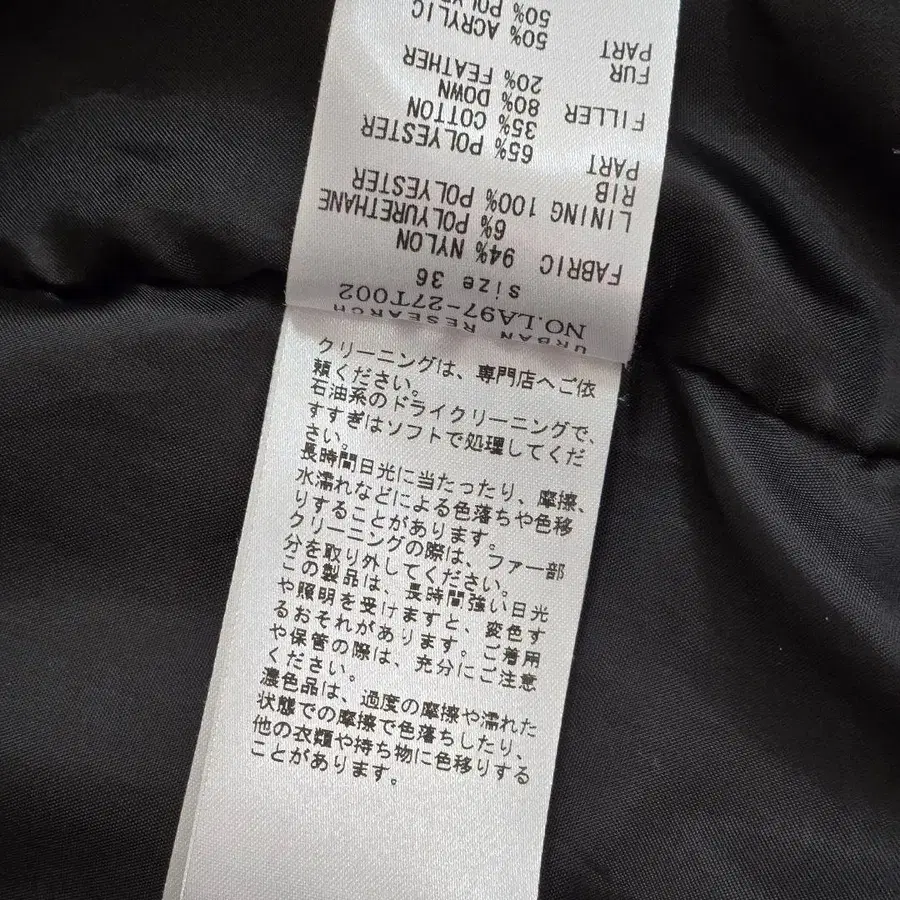 URBAN RESEARCH
NO.LA97-27T002
size 36
FABRIC 94% NYLON
6% POLYURETHANE
LINING 100% POLYESTER
RIB
PART 65% POLYESTER
35% COTTON
FILLER 80% DOWN
20% FEATHER
FUR
PART 50% ACRYLIC
50%
クリーニングは、専門店へご依
頼ください。
石油系のドライクリーニングで、
すすぎはソフトで処理してくだ
さい。
長時間日光に当たったり、摩擦、
水濡れなどによる色落ちや色移
りすることがあります。
クリーニングの際は、ファー部
分を取り外してください。
この製品は、長時間強い日光
や照明を受けますと、変色す
るおそれがあります。ご着用
や保管の際は、充分にご注意
ください。
濃色品は、過度の摩擦や濡れた
状態での摩擦で色落ちしたり、
他の衣類や持ち物に色移りする
ことがあります。